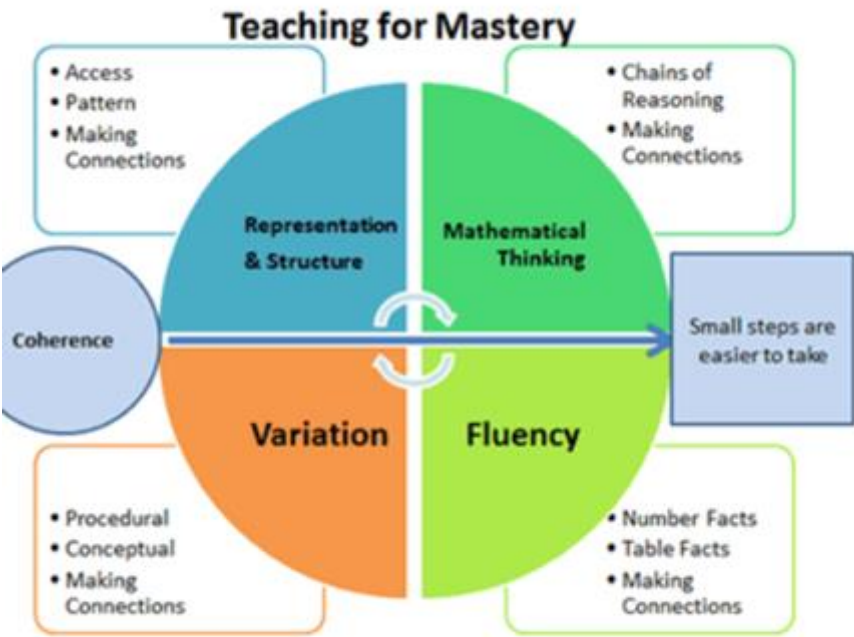 Teaching for Mastery
• Access
• Pattern
• Making
Connections
• Chains of
Reasoning
• Making
Connections
Representation
& Structure
Mathematical
Thinking
Coherence
Small steps are
easier to take
Variation
Fluency
• Procedural
• Conceptual
• Making
Connections
• Number Facts
• Table Facts
• Making
Connections